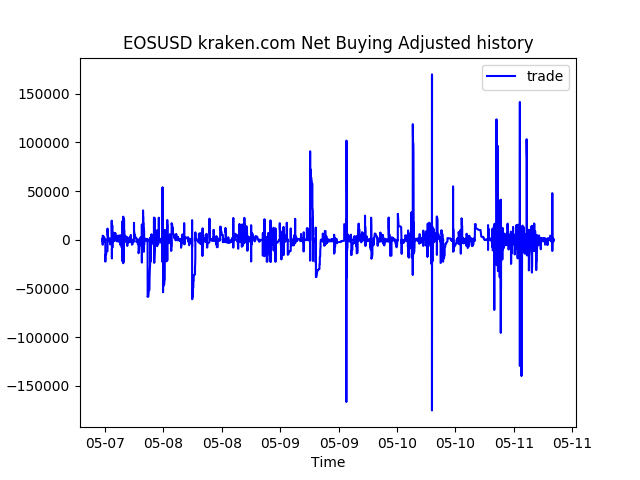 EOSUSD kraken.com Net Buying Adjusted history
trade
150000
100000
50000
0
−50000
−100000
−150000
05-07 05-08 05-08 05-09 05-09 05-10 05-10 05-11 05-11
Time